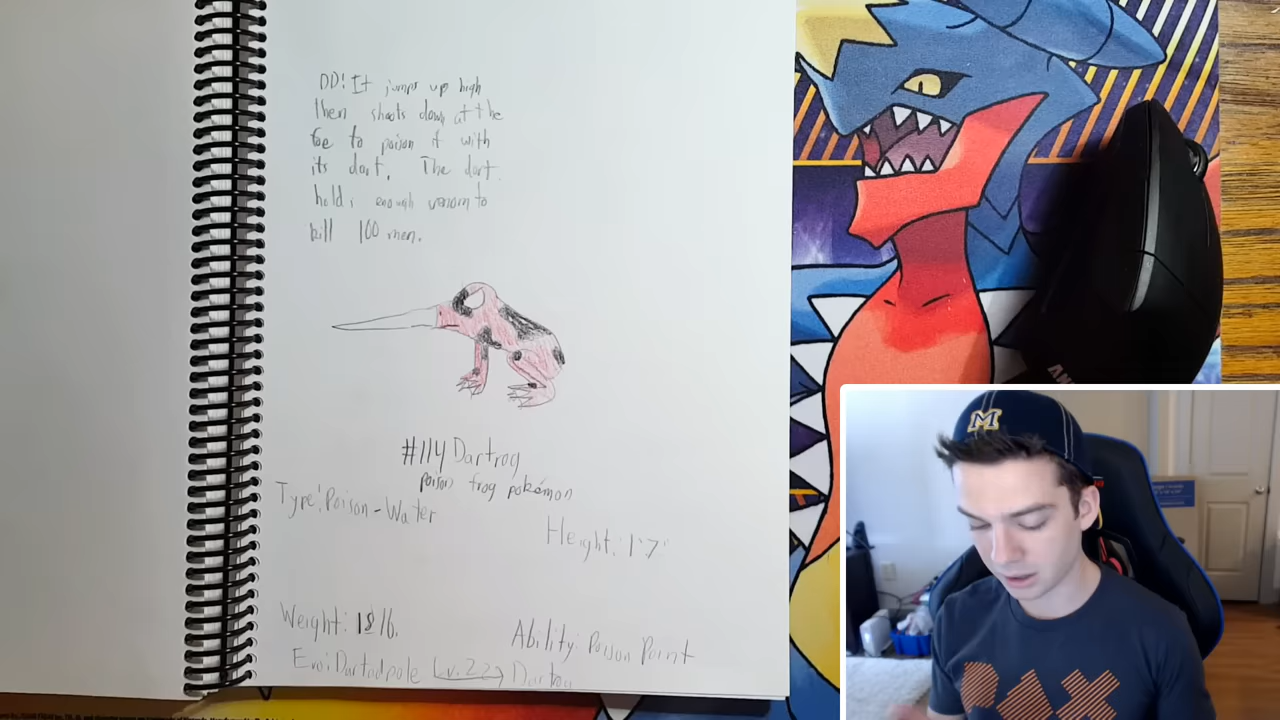 DD! It jumps up high
then shoots down at the
foe to poison it with
its dart. The dart
holds enough venom to
kill 100 men.
#114 Dartrog
poison frog pokémon
Type: Poison-Water
Height: 1'7"
Weight: 18 lb.
Ability: Poison Point
Evo: Dartadpole Lv.22 Dartrog
M
PAX